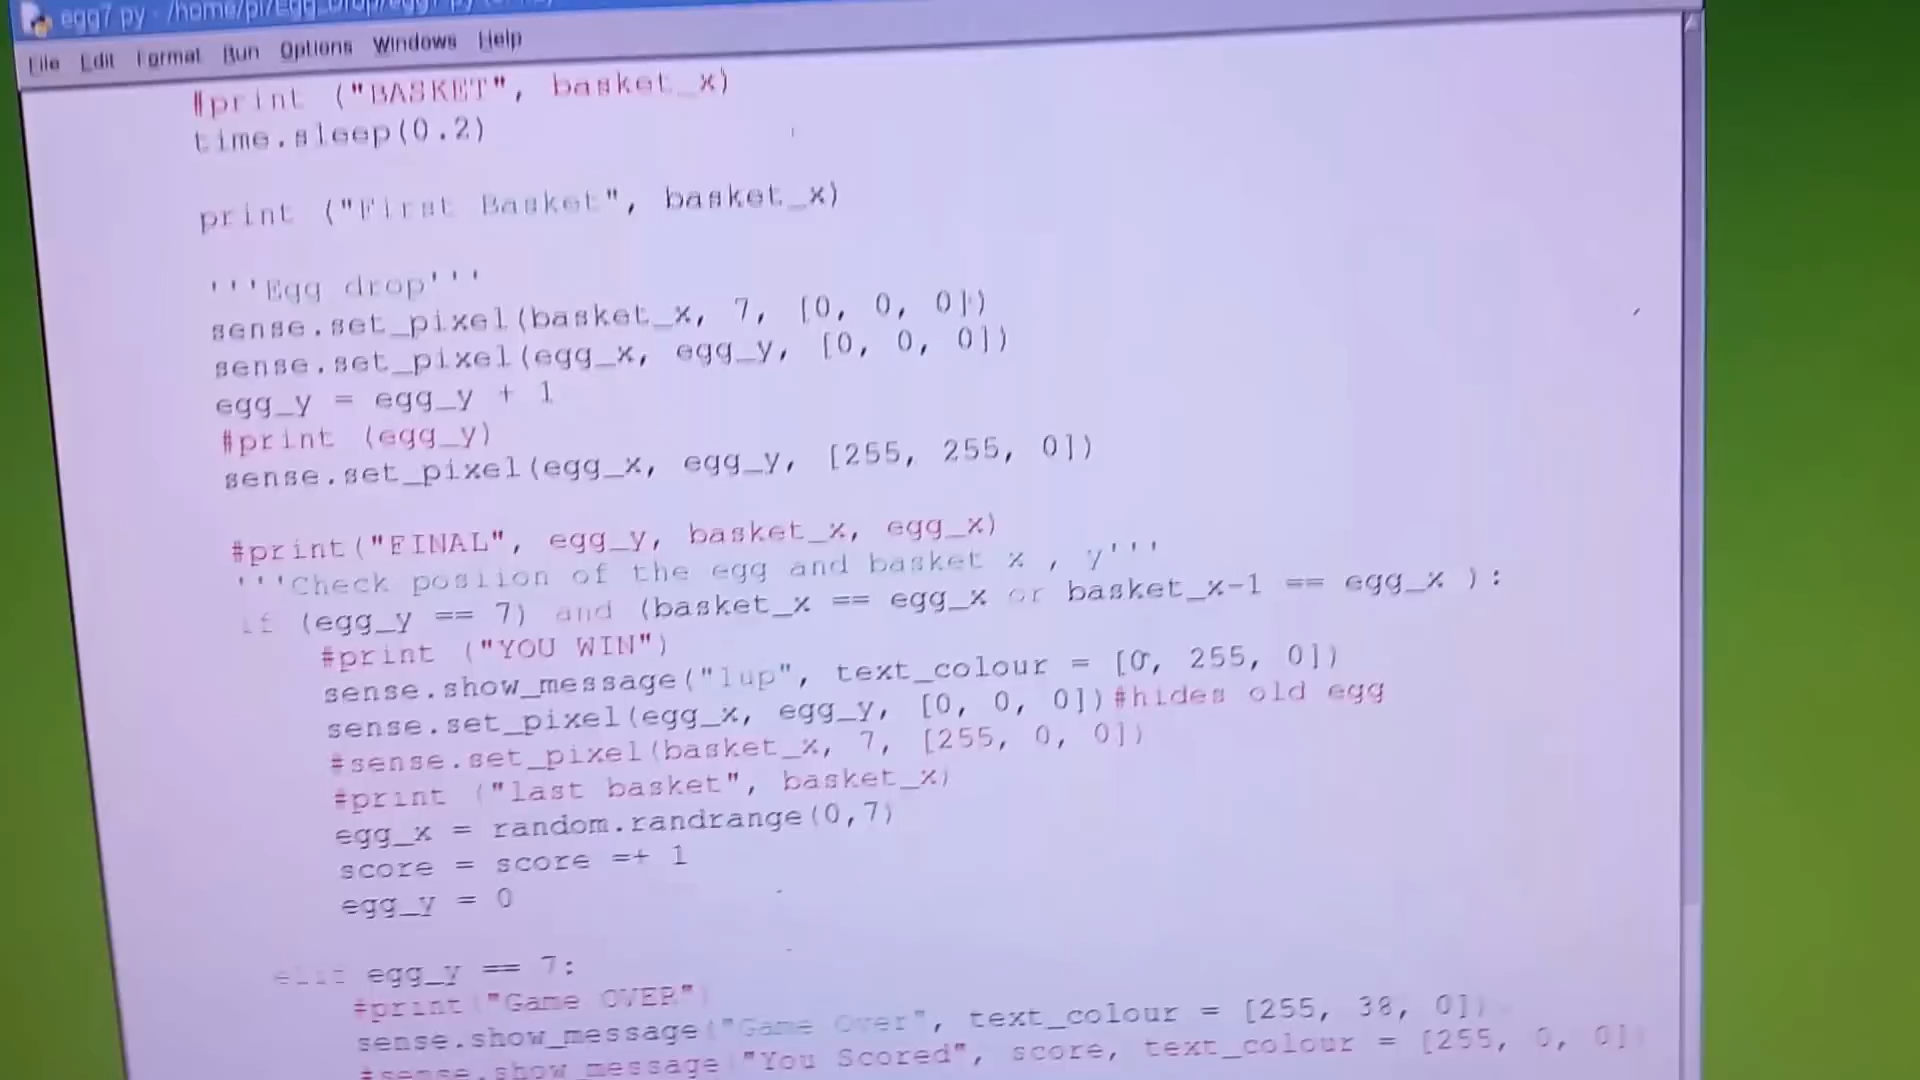 egg7.py - /home/pi/Egg_Drop/egg7.py
File Edit Format Run Options Windows Help
#print ("BASKET", basket_x)
time.sleep(0.2)
print ("First Basket", basket_x)
'''Egg drop'''
sense.set_pixel(basket_x, 7, [0, 0, 0])
sense.set_pixel(egg_x, egg_y, [0, 0, 0])
egg_y = egg_y + 1
#print (egg_y)
sense.set_pixel(egg_x, egg_y, [255, 255, 0])
#print("FINAL", egg_y, basket_x, egg_x)
'''Check posiion of the egg and basket x , y'''
if (egg_y == 7) and (basket_x == egg_x or basket_x-1 == egg_x ):
#print ("YOU WIN")
sense.show_message("1up", text_colour = [0, 255, 0])
sense.set_pixel(egg_x, egg_y, [0, 0, 0])#hides old egg
#sense.set_pixel(basket_x, 7, [255, 0, 0])
#print ("last basket", basket_x)
egg_x = random.randrange(0,7)
score = score =+ 1
egg_y = 0
elif egg_y == 7:
#print("Game OVER")
sense.show_message("Game Over", text_colour = [255, 38, 0])
#sense.show_message("You Scored", score, text_colour = [255, 0, 0])